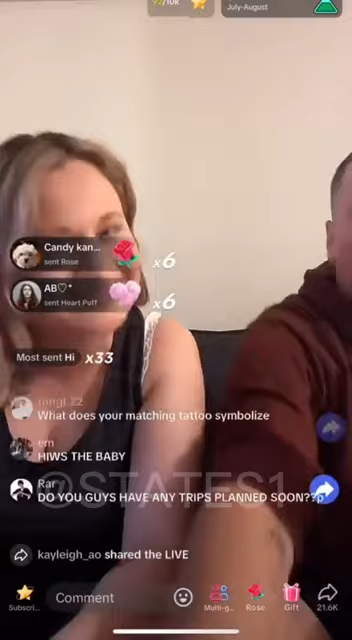 /10K
July-August
Candy kan...
sent Rose
x6
AB♡*
sent Heart Puff
x6
Most sent Hi x33
What does your matching tattoo symbolize
em
HIWS THE BABY
Rar
DO YOU GUYS HAVE ANY TRIPS PLANNED SOON??
@STATES1
kayleigh_ao shared the LIVE
Subscri...
Comment
Multi-g...
Rose
Gift
21.6K